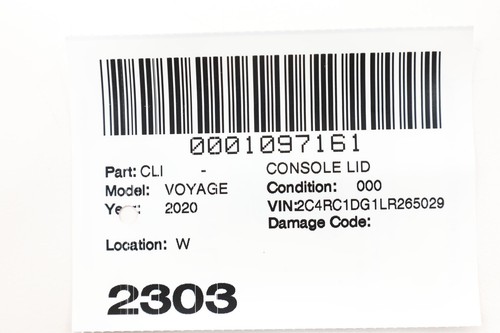 0001097161
Part: CLI - CONSOLE LID
Model: VOYAGE Condition: 000
Year: 2020 VIN:2C4RC1DG1LR265029
Damage Code:
Location: W
2303